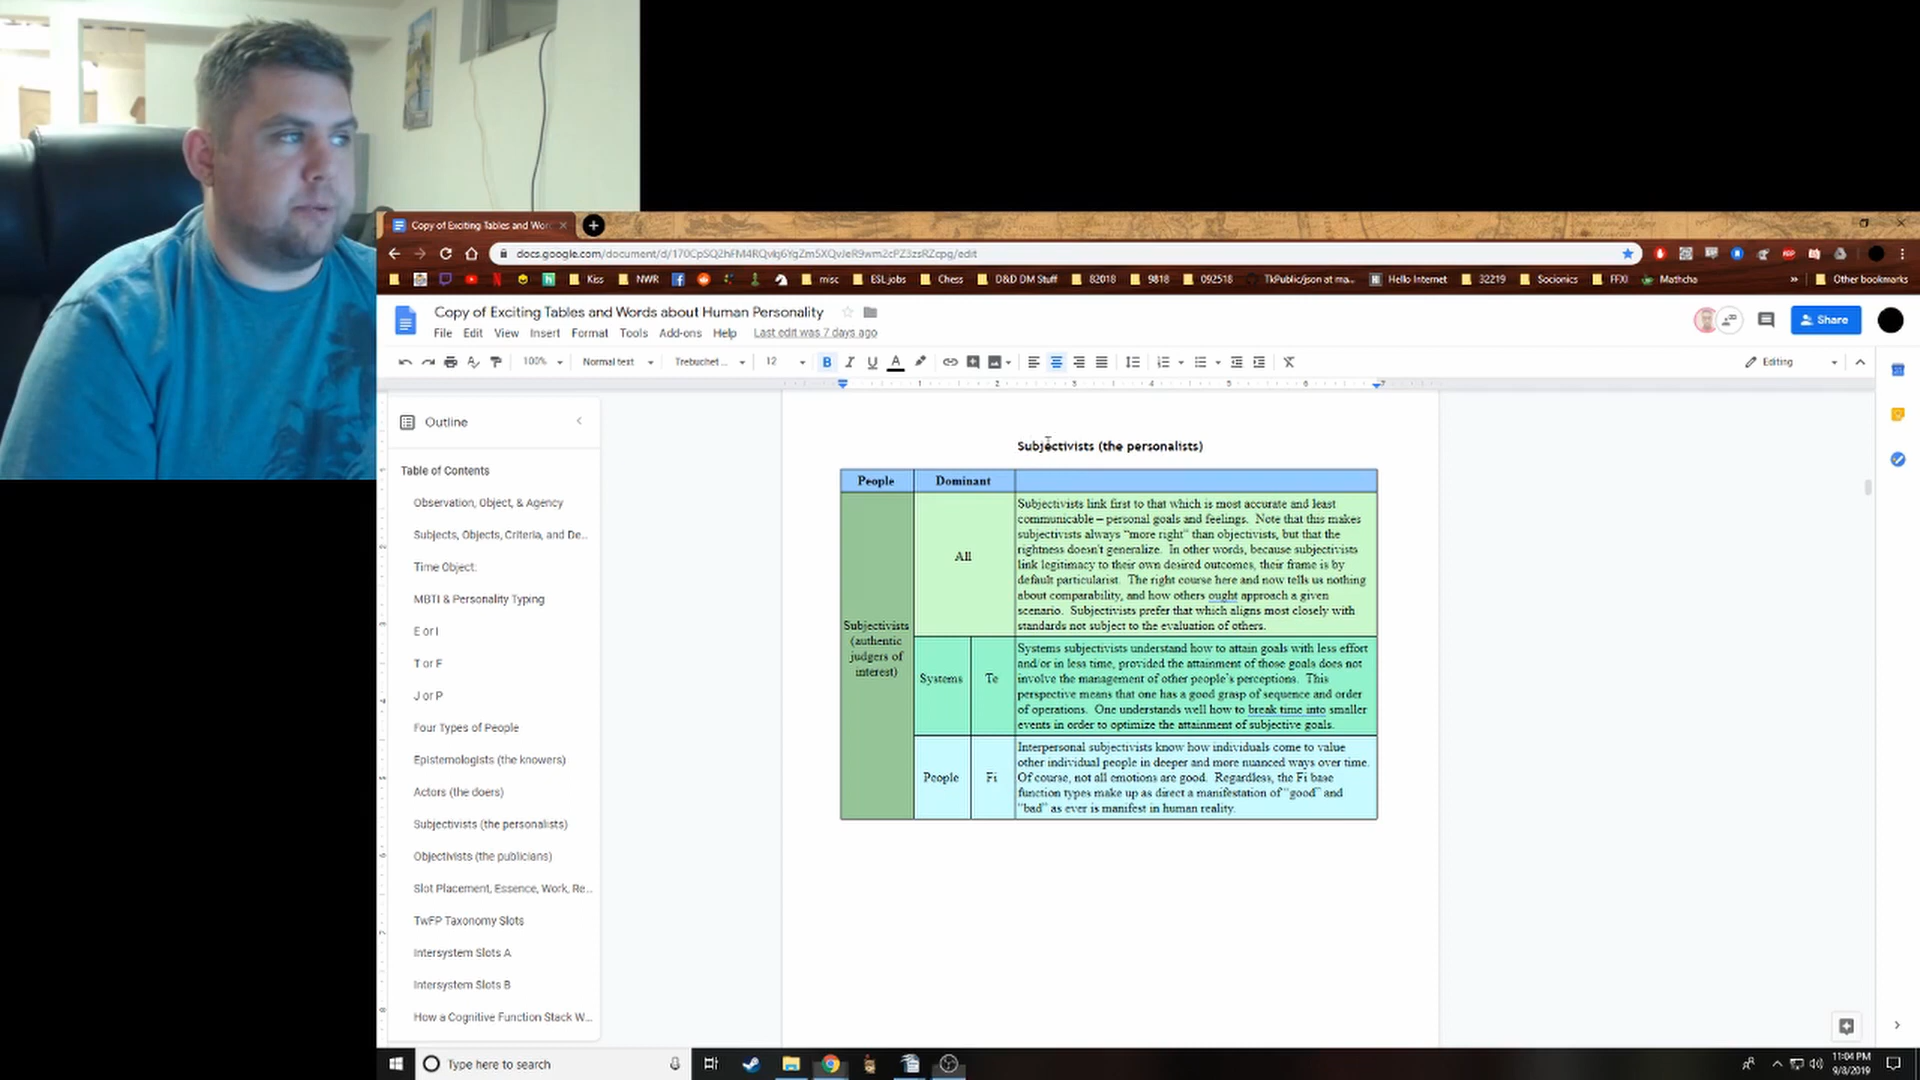 Copy of Exciting Tables and Wor
docs.google.com/document/d/
Kiss
NWR
misc
ESL jobs
Chess
D&D DM Stuff
82018
9818
092518
TkPublic/json at ma...
Hello Internet
32219
Socionics
FFXI
Mathcha
Other bookmarks
Copy of Exciting Tables and Words about Human Personality
File Edit View Insert Format Tools Add-ons Help Last edit was 7 days ago
Share
100% Normal text Trebuchet ... 12 Editing
Outline
Table of Contents
Observation, Object, & Agency
Subjects, Objects, Criteria, and De...
Time Object:
MBTI & Personality Typing
E or I
T or F
J or P
Four Types of People
Epistemologists (the knowers)
Actors (the doers)
Subjectivists (the personalists)
Objectivists (the publicians)
Slot Placement, Essence, Work, Re...
TwFP Taxonomy Slots
Intersystem Slots A
Intersystem Slots B
How a Cognitive Function Stack W...
Subjectivists (the personalists)
People Dominant
Subjectivists
(authentic
judgers of
interest)
All
Subjectivists link first to that which is most accurate and least
communicable – personal goals and feelings. Note that this makes
subjectivists always “more right” than objectivists, but that the
rightness doesn't generalize. In other words, because subjectivists
link legitimacy to their own desired outcomes, their frame is by
default particularist. The right course here and now tells us nothing
about comparability, and how others ought approach a given
scenario. Subjectivists prefer that which aligns most closely with
standards not subject to the evaluation of others.
Systems Te
Systems subjectivists understand how to attain goals with less effort
and/or in less time, provided the attainment of those goals does not
involve the management of other people's perceptions. This
perspective means that one has a good grasp of sequence and order
of operations. One understands well how to break time into smaller
events in order to optimize the attainment of subjective goals.
People Fi
Interpersonal subjectivists know how individuals come to value
other individual people in deeper and more nuanced ways over time.
Of course, not all emotions are good. Regardless, the Fi base
function types make up as direct a manifestation of “good” and
“bad” as ever is manifest in human reality.
Type here to search
11:04 PM
9/8/2019